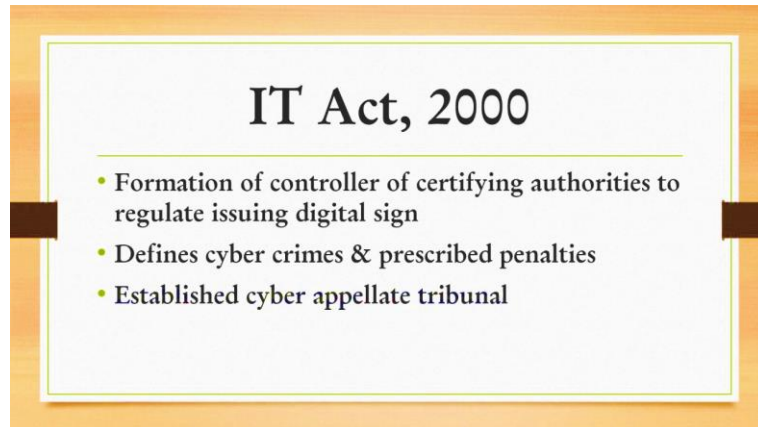 IT Act, 2000
• Formation of controller of certifying authorities to
regulate issuing digital sign
• Defines cyber crimes & prescribed penalties
• Established cyber appellate tribunal